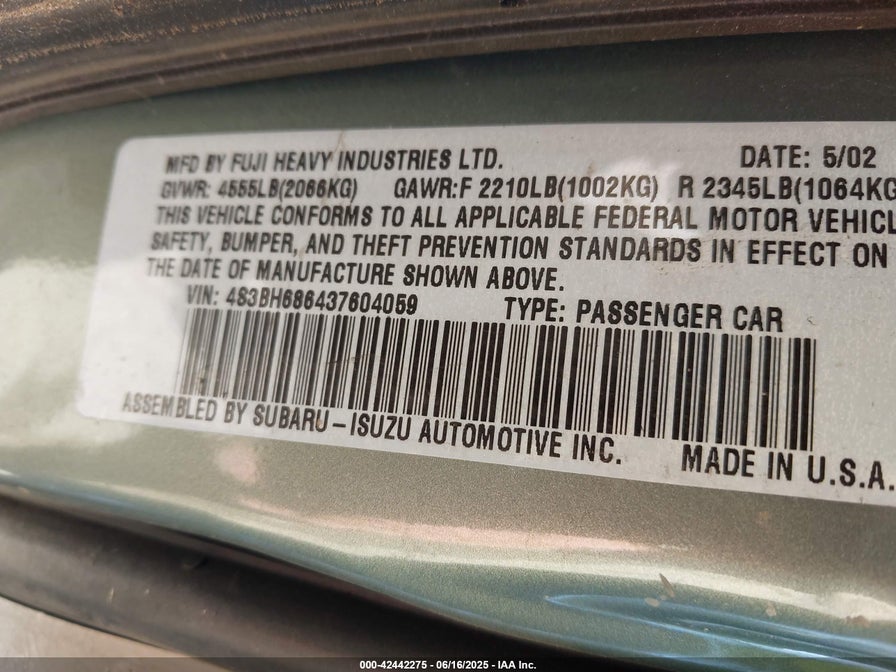 MFD BY FUJI HEAVY INDUSTRIES LTD. DATE: 5/02
GVWR: 4555LB(2066KG) GAWR:F 2210LB(1002KG) R 2345LB(1064KG
THIS VEHICLE CONFORMS TO ALL APPLICABLE FEDERAL MOTOR VEHICL
SAFETY, BUMPER, AND THEFT PREVENTION STANDARDS IN EFFECT ON
THE DATE OF MANUFACTURE SHOWN ABOVE.
VIN: 4S3BH686437604059 TYPE: PASSENGER CAR
ASSEMBLED BY SUBARU-ISUZU AUTOMOTIVE INC. MADE IN U.S.A.
000-42442275 - 06/16/2025 - IAA Inc.